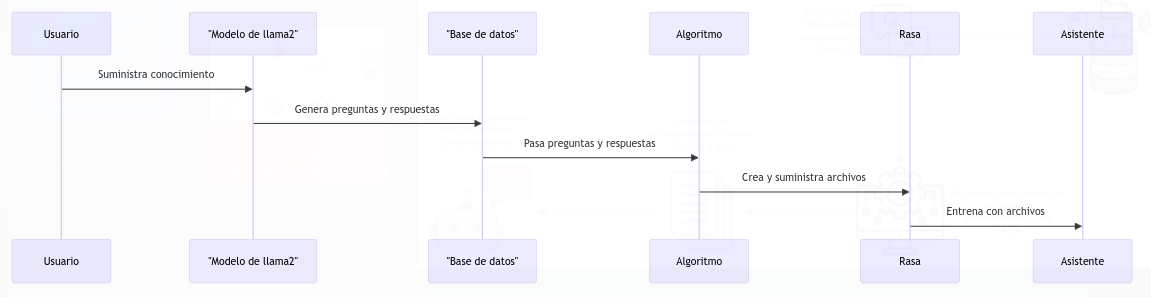 Usuario
"Modelo de llama2"
"Base de datos"
Algoritmo
Rasa
Asistente
Suministra conocimiento
Genera preguntas y respuestas
Pasa preguntas y respuestas
Crea y suministra archivos
Entrena con archivos
Usuario
"Modelo de llama2"
"Base de datos"
Algoritmo
Rasa
Asistente